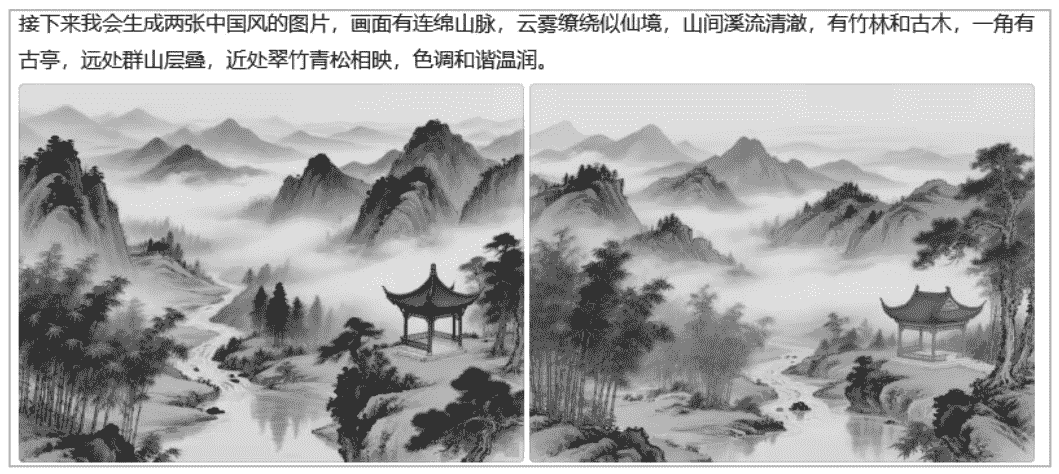 接下来我会生成两张中国风的图片，画面有连绵山脉，云雾缭绕似仙境，山间溪流清澈，有竹林和古木，一角有
古亭，远处群山层叠，近处翠竹青松相映，色调和谐温润。